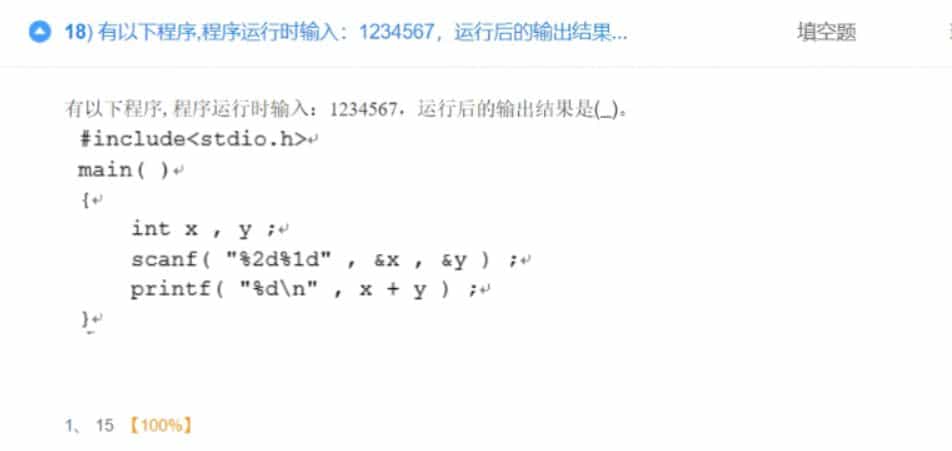 18) 有以下程序,程序运行时输入：1234567，运行后的输出结果...
填空题
有以下程序,程序运行时输入：1234567，运行后的输出结果是(_)。
#include<stdio.h>↵
main( )↵
{↵
int x , y ;↵
scanf( "%2d%1d" , &x , &y ) ;↵
printf( "%d\n" , x + y ) ;↵
}↵
1、 15 【100%】